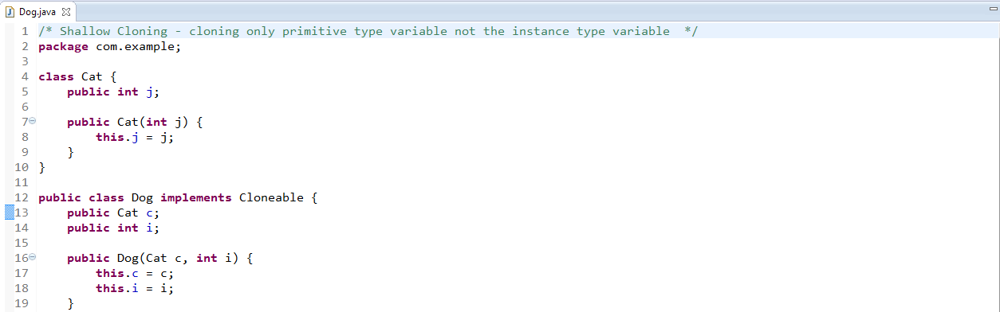 Dog.java
1 /* Shallow Cloning - cloning only primitive type variable not the instance type variable  */
2 package com.example;
3
4 class Cat {
5     public int j;
6
7     public Cat(int j) {
8         this.j = j;
9     }
10 }
11
12 public class Dog implements Cloneable {
13     public Cat c;
14     public int i;
15
16     public Dog(Cat c, int i) {
17         this.c = c;
18         this.i = i;
19     }